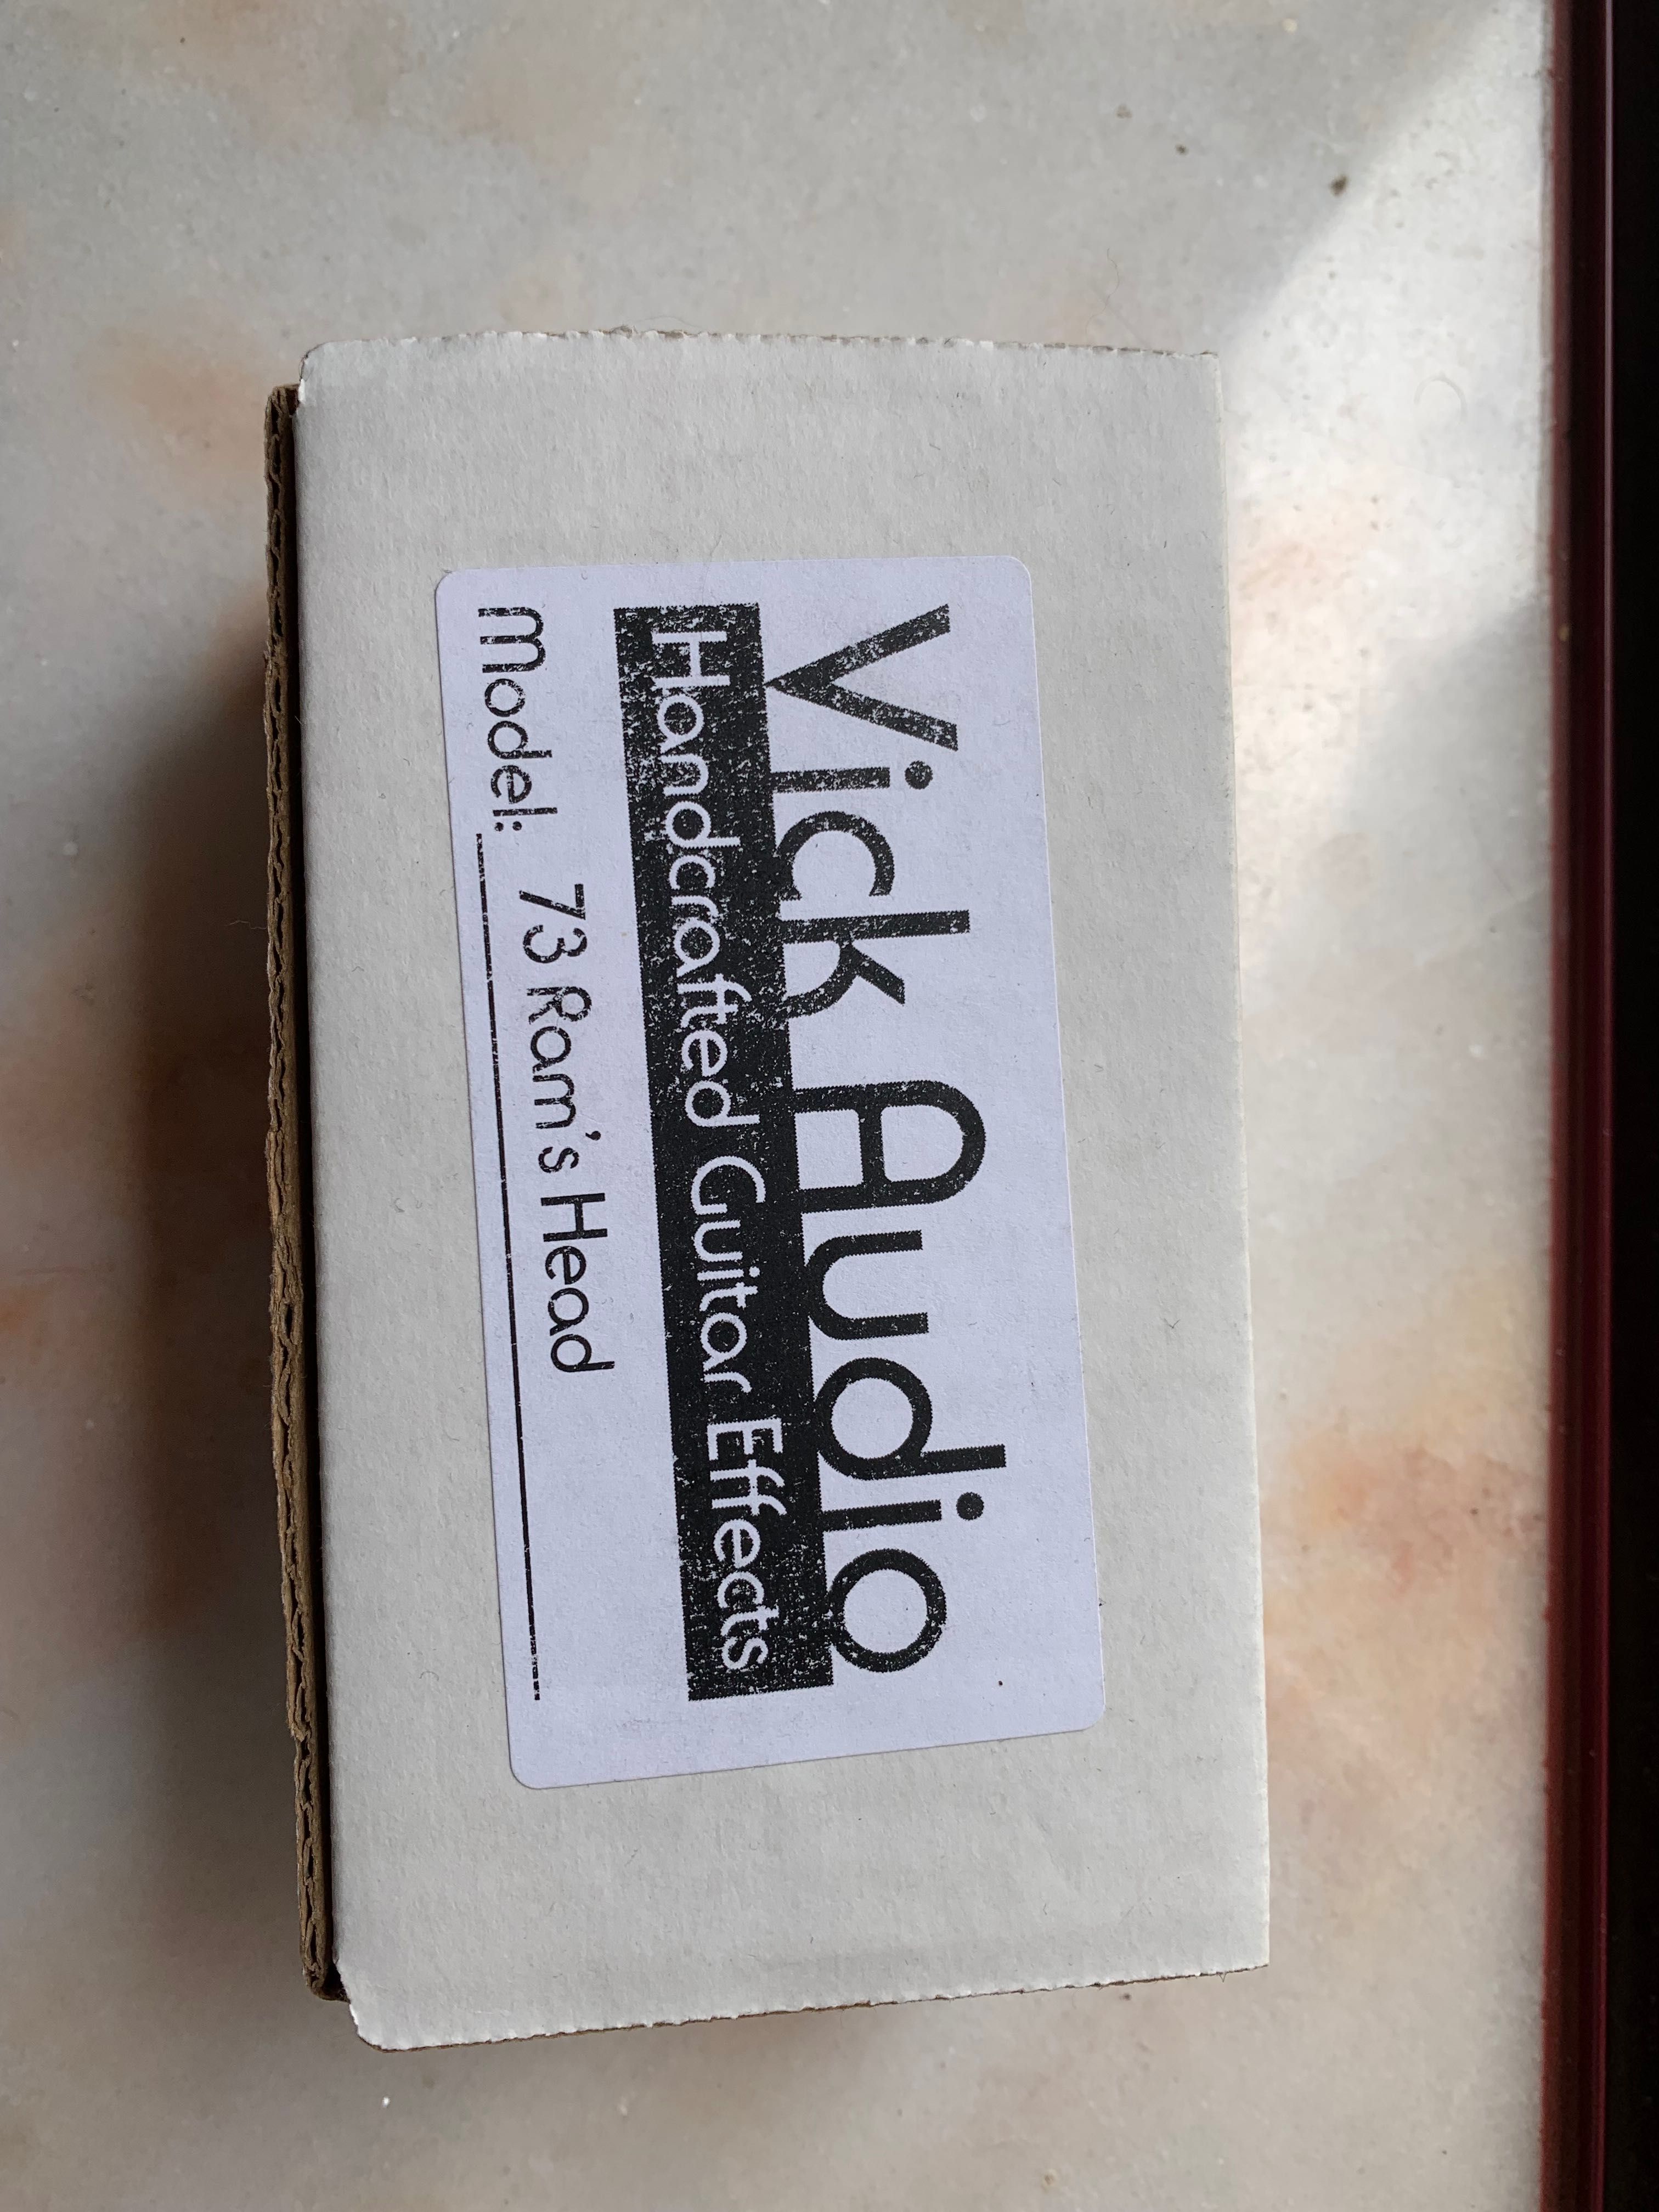 Vick Audio
Handcrafted Guitar Effects
model: 73 Ram's Head